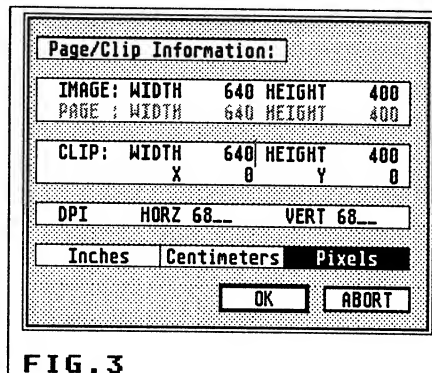 Page/Clip Information:
IMAGE: WIDTH 640 HEIGHT 400
PAGE : WIDTH 640 HEIGHT 400
CLIP: WIDTH 640 HEIGHT 400
X 0 Y 0
DPI HORZ 68__ VERT 68__
Inches Centimeters Pixels
OK ABORT
FIG.3